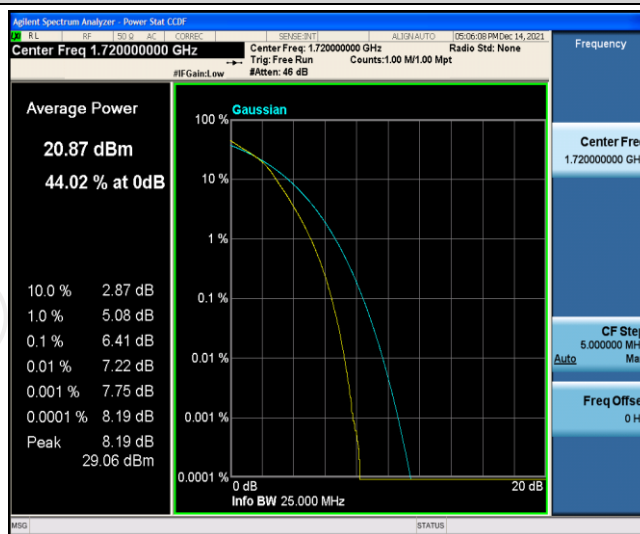 Agilent Spectrum Analyzer - Power Stat CCDF
RL RF 50 Ω AC CORREC SENSE:INT ALIGNAUTO 05:06:08 PM Dec 14, 2021
Center Freq 1.720000000 GHz
Center Freq: 1.720000000 GHz Radio Std: None
Trig: Free Run Counts:1.00 M/1.00 Mpt
#IFGain:Low #Atten: 46 dB
Frequency
Average Power
20.87 dBm
44.02 % at 0dB
10.0 % 2.87 dB
1.0 % 5.08 dB
0.1 % 6.41 dB
0.01 % 7.22 dB
0.001 % 7.75 dB
0.0001 % 8.19 dB
Peak 8.19 dB
29.06 dBm
Gaussian
100 %
10 %
1 %
0.1 %
0.01 %
0.001 %
0.0001 %
0 dB 20 dB
Info BW 25.000 MHz
Center Fre
1.720000000 GH
CF Ste
5.000000 MH
Auto Ma
Freq Offse
0 H
MSG STATUS